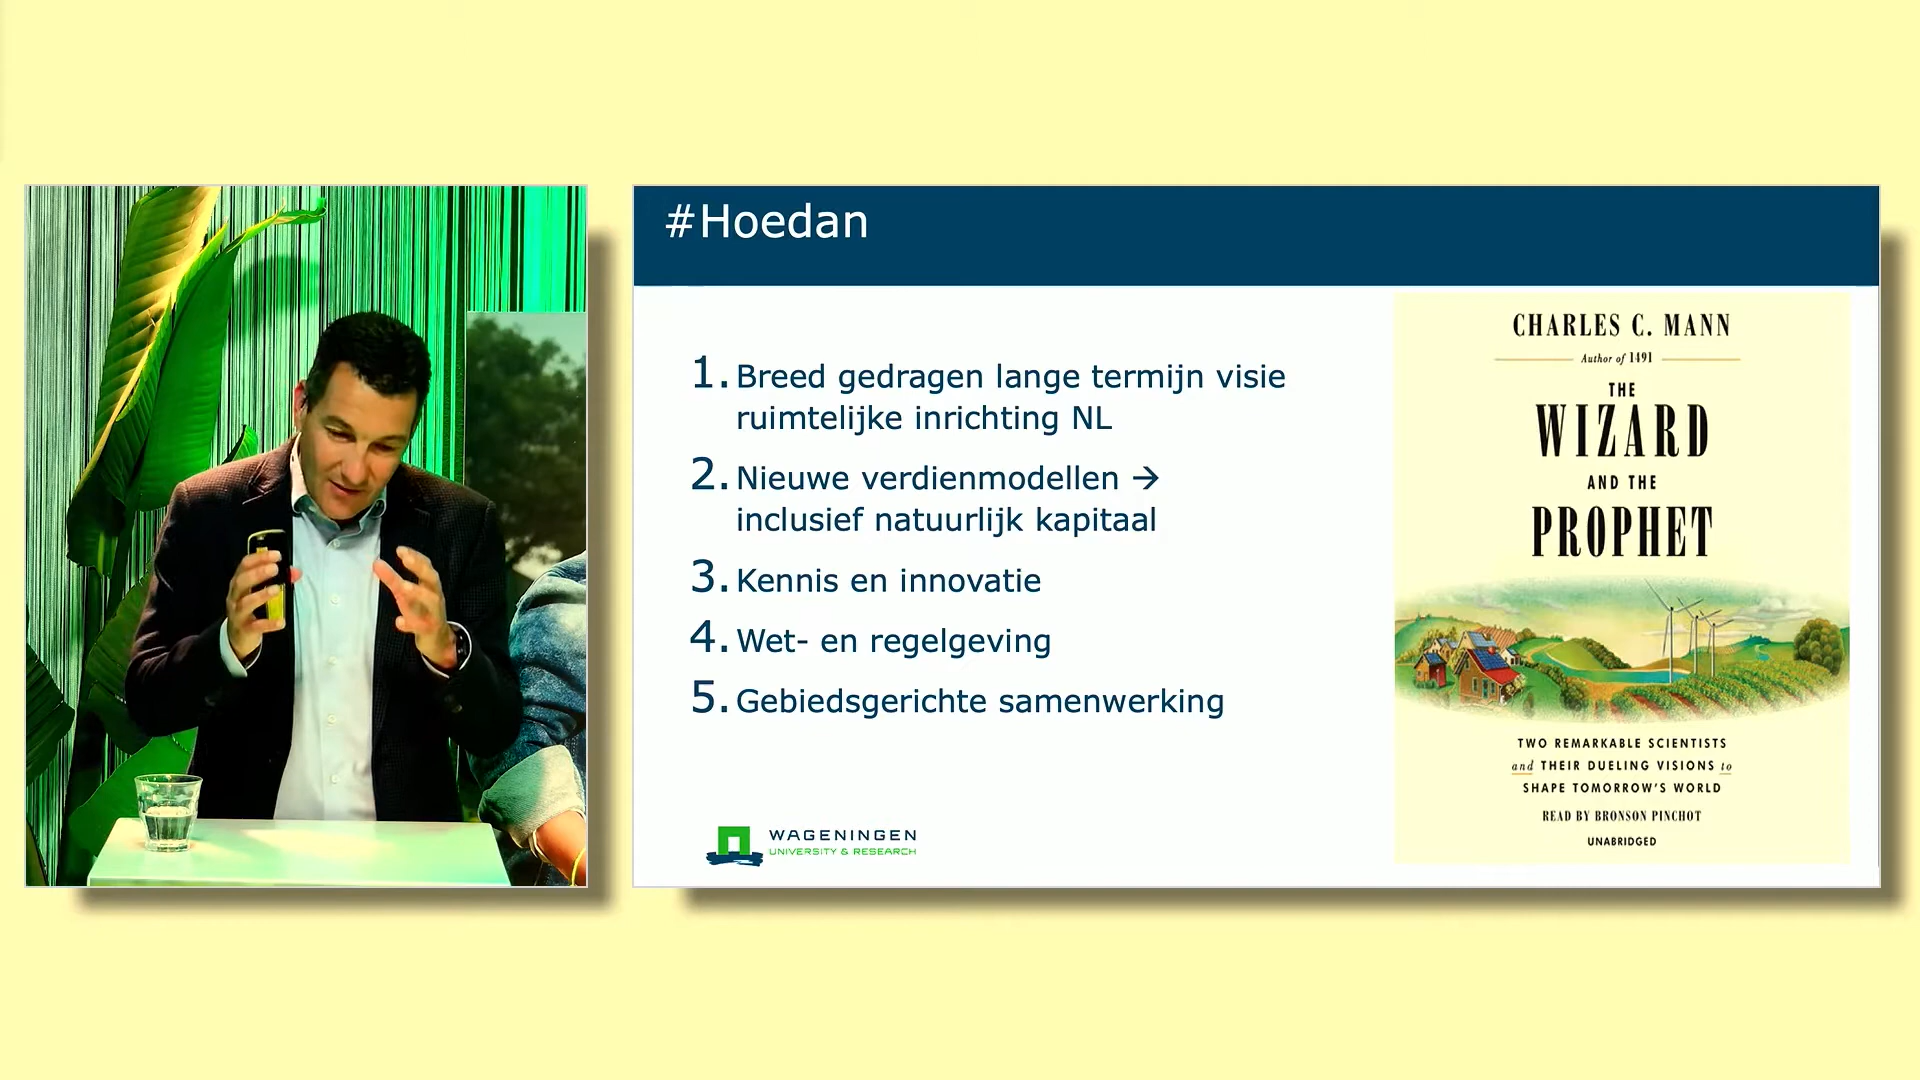 #Hoedan
1. Breed gedragen lange termijn visie
ruimtelijke inrichting NL
2. Nieuwe verdienmodellen →
inclusief natuurlijk kapitaal
3. Kennis en innovatie
4. Wet- en regelgeving
5. Gebiedsgerichte samenwerking
WAGENINGEN
UNIVERSITY & RESEARCH
CHARLES C. MANN
Author of 1491
THE
WIZARD
AND THE
PROPHET
TWO REMARKABLE SCIENTISTS
and THEIR DUELING VISIONS to
SHAPE TOMORROW'S WORLD
READ BY BRONSON PINCHOT
UNABRIDGED